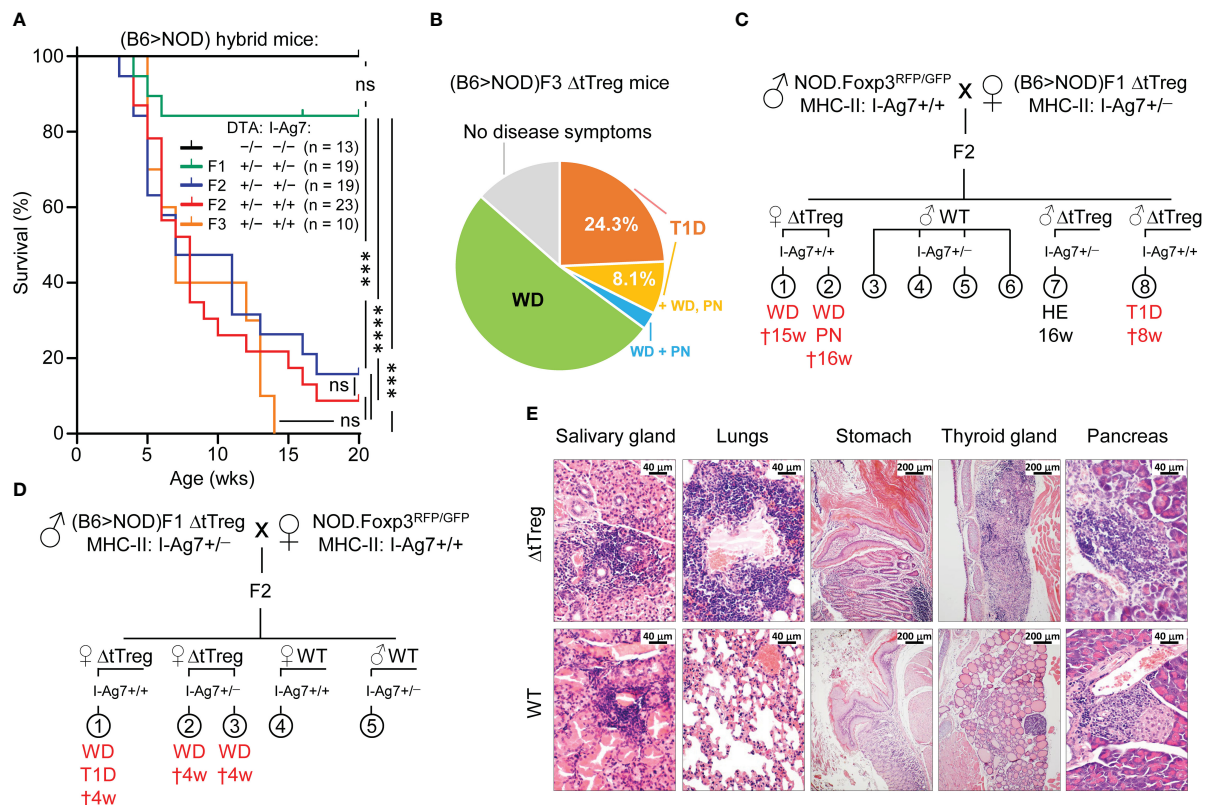 A
(B6>NOD) hybrid mice:
100
80
60
40
20
0
Survival (%)
0
5
10
15
20
Age (wks)
DTA: I-Ag7:
−/− −/− (n = 13)
F1 +/− +/− (n = 19)
F2 +/− +/− (n = 19)
F2 +/− +/+ (n = 23)
F3 +/− +/+ (n = 10)
ns
***
****
***
ns
ns
B
(B6>NOD)F3 ΔtTreg mice
No disease symptoms
24.3%
T1D
8.1%
+ WD, PN
WD
WD + PN
C
♂ NOD.Foxp3RFP/GFP X ♀ (B6>NOD)F1 ΔtTreg
MHC-II: I-Ag7+/+ MHC-II: I-Ag7+/−
F2
♀ ΔtTreg ♂ WT ♂ ΔtTreg ♂ ΔtTreg
I-Ag7+/+ I-Ag7+/− I-Ag7+/− I-Ag7+/+
1 2 3 4 5 6 7 8
WD WD HE T1D
†15w PN 16w †8w
†16w
D
♂ (B6>NOD)F1 ΔtTreg X ♀ NOD.Foxp3RFP/GFP
MHC-II: I-Ag7+/− MHC-II: I-Ag7+/+
F2
♀ ΔtTreg ♀ ΔtTreg ♀ WT ♂ WT
I-Ag7+/+ I-Ag7+/− I-Ag7+/+ I-Ag7+/−
1 2 3 4 5
WD WD WD
T1D †4w †4w
†4w
E
Salivary gland Lungs Stomach Thyroid gland Pancreas
ΔtTreg
40 µm 40 µm 200 µm 200 µm 40 µm
WT
40 µm 40 µm 200 µm 200 µm 40 µm